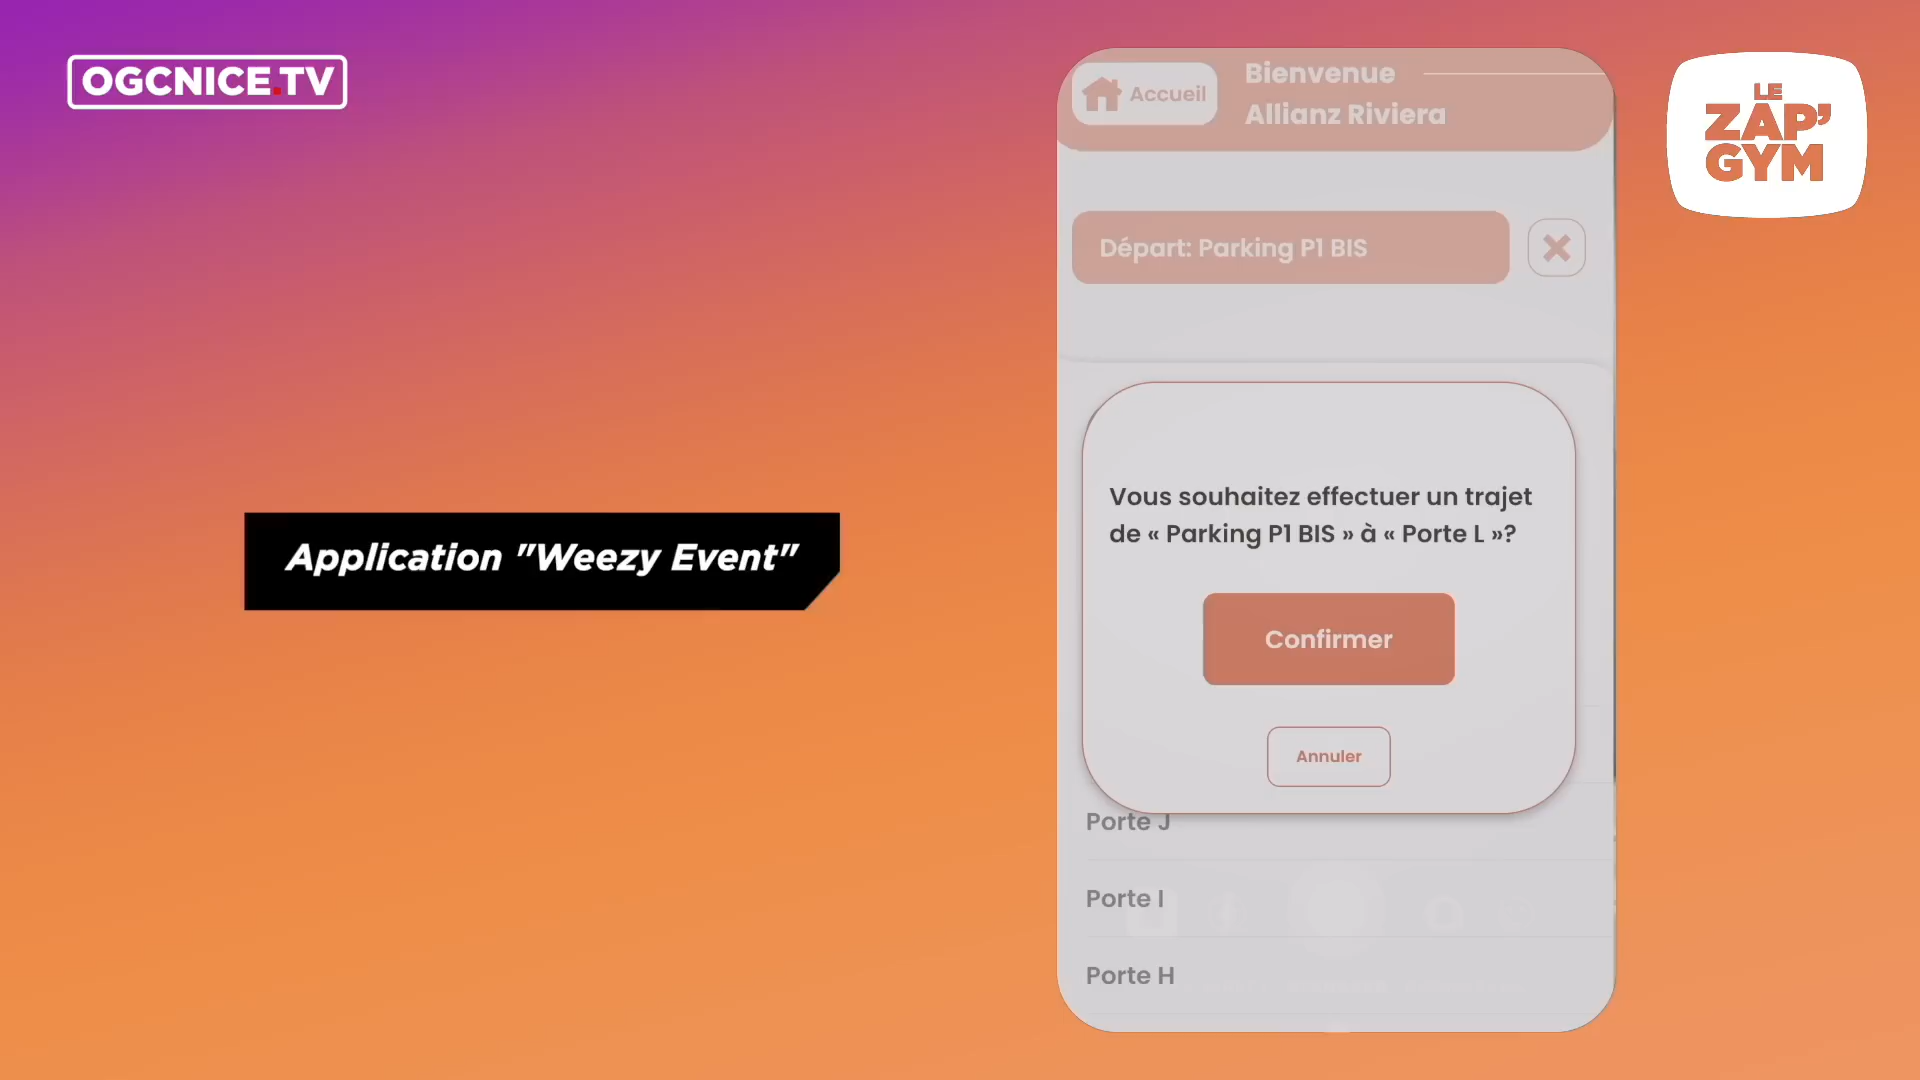 OGCNICE.TV
LE
ZAP'
GYM
Accueil
Bienvenue
Allianz Riviera
Départ: Parking P1 BIS
Vous souhaitez effectuer un trajet
de « Parking P1 BIS » à « Porte L »?
Confirmer
Annuler
Porte J
Porte I
Porte H
Application "Weezy Event"